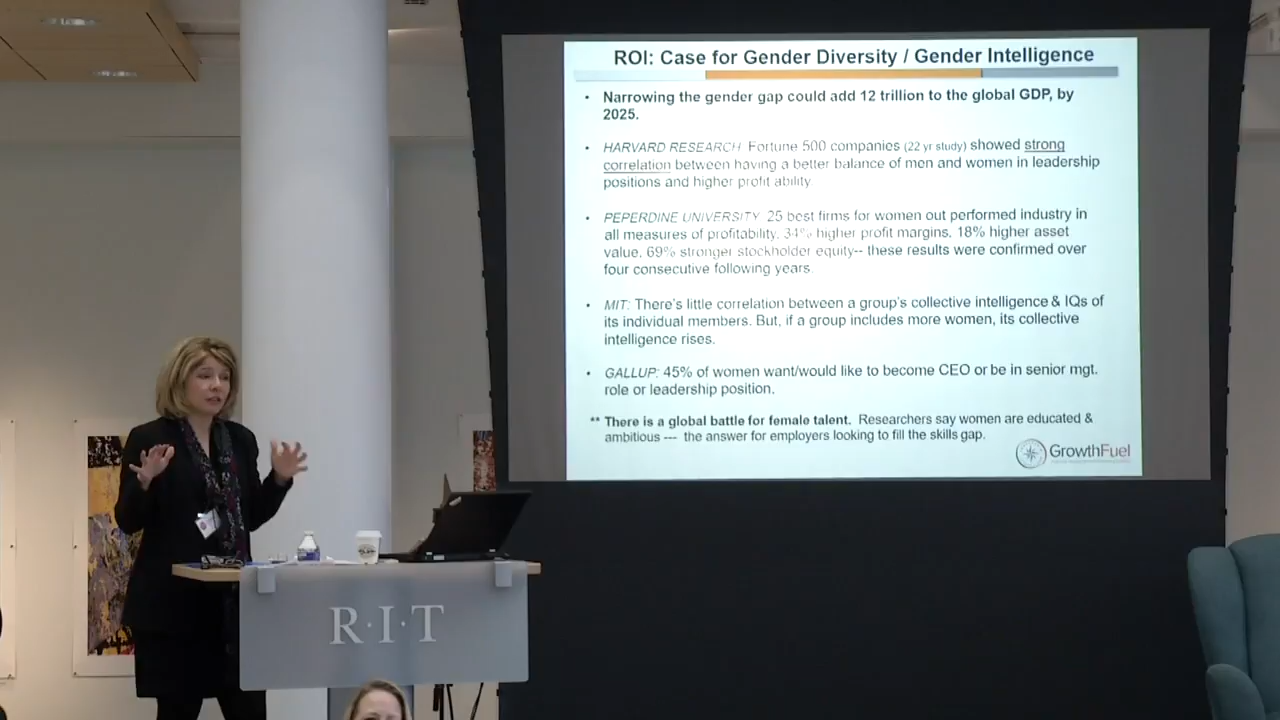 ROI: Case for Gender Diversity / Gender Intelligence
• Narrowing the gender gap could add 12 trillion to the global GDP, by
2025.
• HARVARD RESEARCH Fortune 500 companies (22 yr study) showed strong
correlation between having a better balance of men and women in leadership
positions and higher profit ability.
• PEPERDINE UNIVERSITY 25 best firms for women out performed industry in
all measures of profitability. 34% higher profit margins. 18% higher asset
value. 69% stronger stockholder equity-- these results were confirmed over
four consecutive following years.
• MIT: There's little correlation between a group's collective intelligence & IQs of
its individual members. But, if a group includes more women, its collective
intelligence rises.
• GALLUP: 45% of women want/would like to become CEO or be in senior mgt.
role or leadership position.
** There is a global battle for female talent. Researchers say women are educated &
ambitious --- the answer for employers looking to fill the skills gap.
GrowthFuel
R·I·T